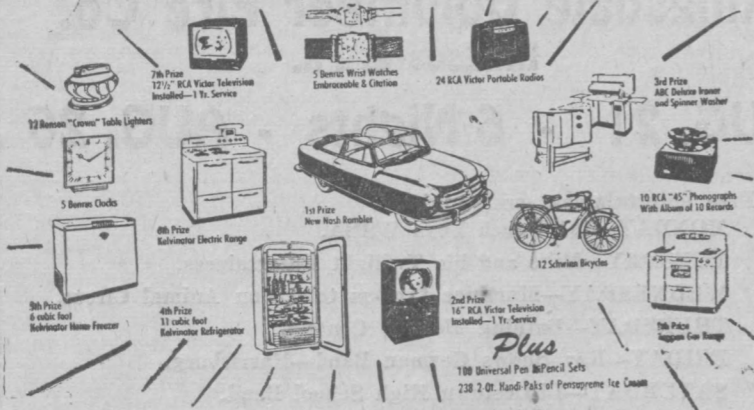 7th Prize
12½" RCA Victor Television
Installed—1 Yr. Service
5 Benrus Wrist Watches
Embraceable & Citation
24 RCA Victor Portable Radios
3rd Prize
ABC Deluxe Ironer
and Spinner Washer
12 Ronson "Crown" Table Lighters
5 Benrus Clocks
6th Prize
Kelvinator Electric Range
1st Prize
New Nash Rambler
10 RCA "45" Phonographs
With Album of 10 Records
12 Schwinn Bicycles
5th Prize
6 cubic foot
Kelvinator Home Freezer
4th Prize
11 cubic foot
Kelvinator Refrigerator
2nd Prize
16" RCA Victor Television
Installed—1 Yr. Service
Prize
Tappan Gas Range
Plus
100 Universal Pen & Pencil Sets
238 2-Qt. Handi-Paks of Pensupreme Ice Cream